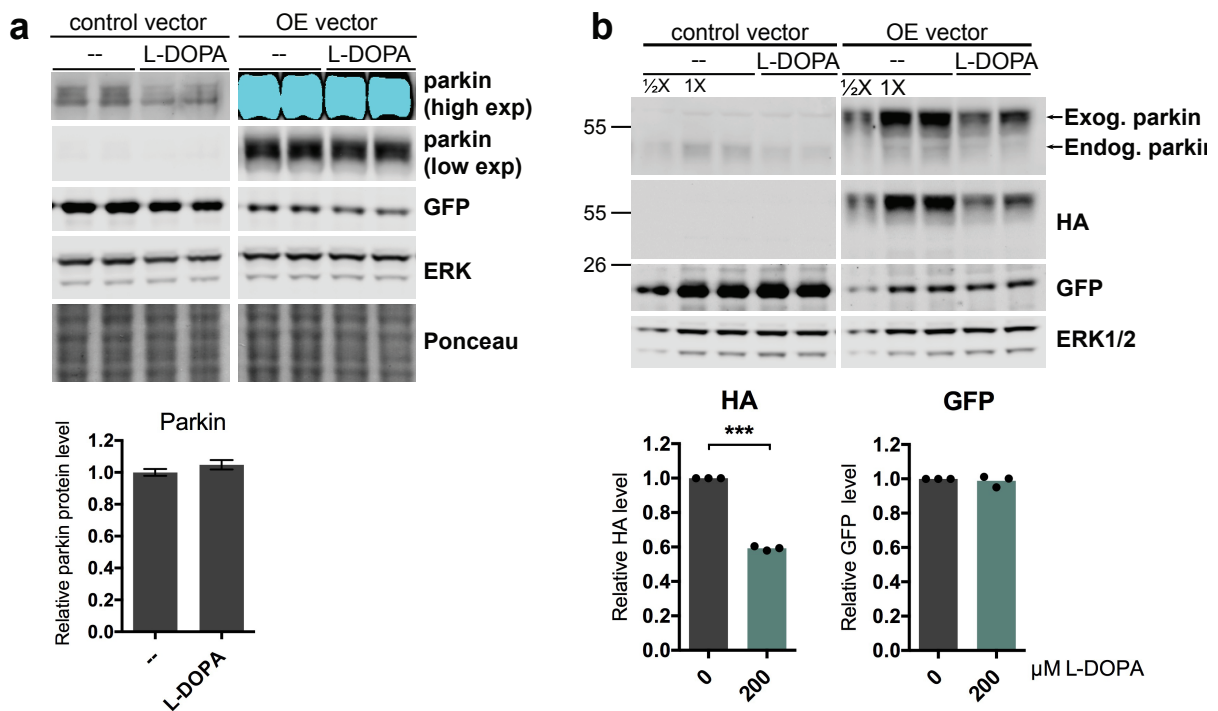 a
control vector OE vector
-- L-DOPA -- L-DOPA
parkin
(high exp)
parkin
(low exp)
GFP
ERK
Ponceau
Parkin
Relative parkin protein level
1.2
1.0
0.8
0.6
0.4
0.2
0.0
--
L-DOPA
b
control vector OE vector
-- L-DOPA -- L-DOPA
½X 1X ½X 1X
55
Exog. parkin
Endog. parkin
55
HA
26
GFP
ERK1/2
HA
***
Relative HA level
1.2
1.0
0.8
0.6
0.4
0.2
0.0
0
200
GFP
Relative GFP level
1.2
1.0
0.8
0.6
0.4
0.2
0.0
0
200
µM L-DOPA